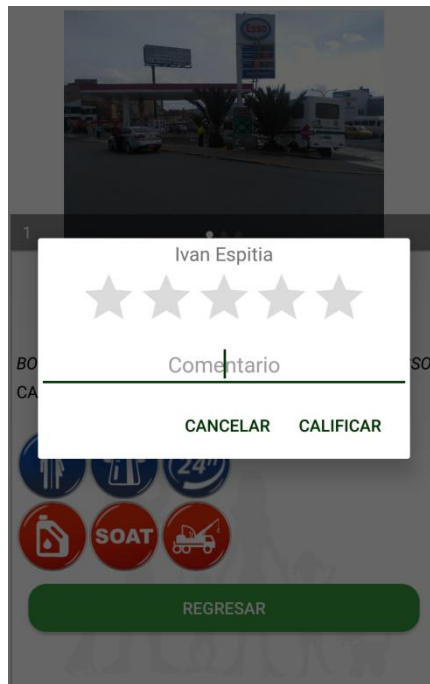 Esso
1
Ivan Espitia
Comentario
BO
SO
CA
CANCELAR CALIFICAR
24h
SOAT
REGRESAR